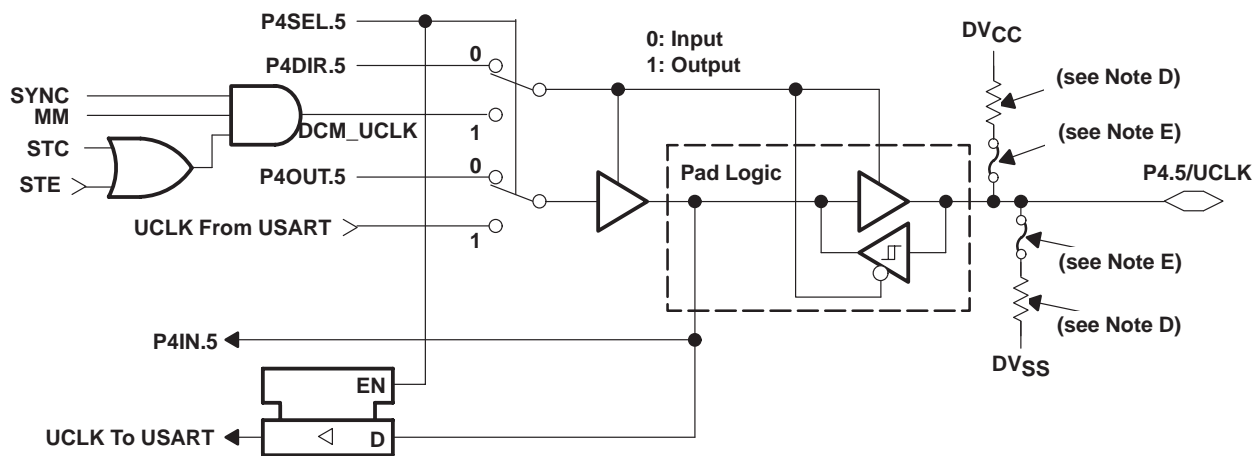 P4SEL.5
P4DIR.5
0
0: Input
1: Output
DVCC
(see Note D)
SYNC
MM
DCM_UCLK
1
(see Note E)
STC
STE
P4OUT.5
0
Pad Logic
P4.5/UCLK
UCLK From USART
1
(see Note E)
(see Note D)
P4IN.5
DVSS
EN
UCLK To USART
D